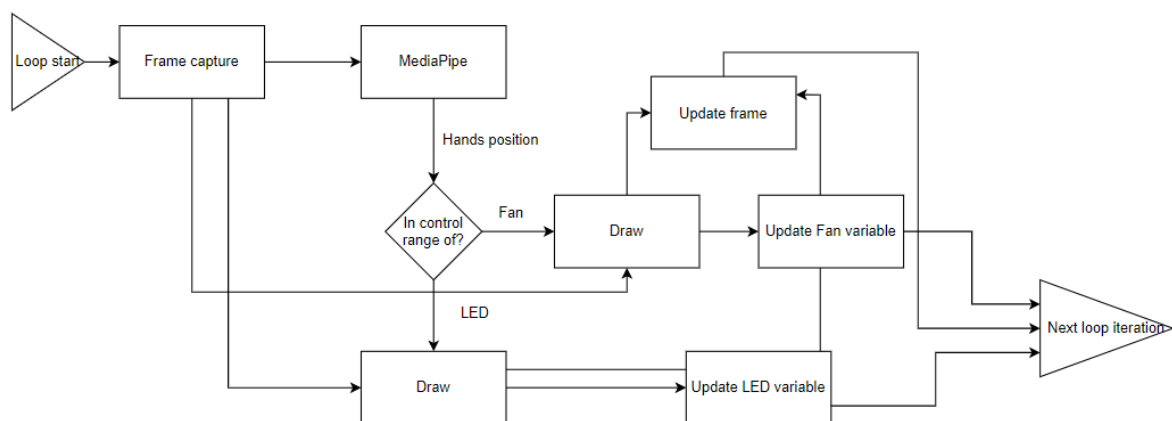 Loop start
Frame capture
MediaPipe
Update frame
Hands position
In control
range of?
Fan
Draw
Update Fan variable
LED
Next loop iteration
Draw
Update LED variable